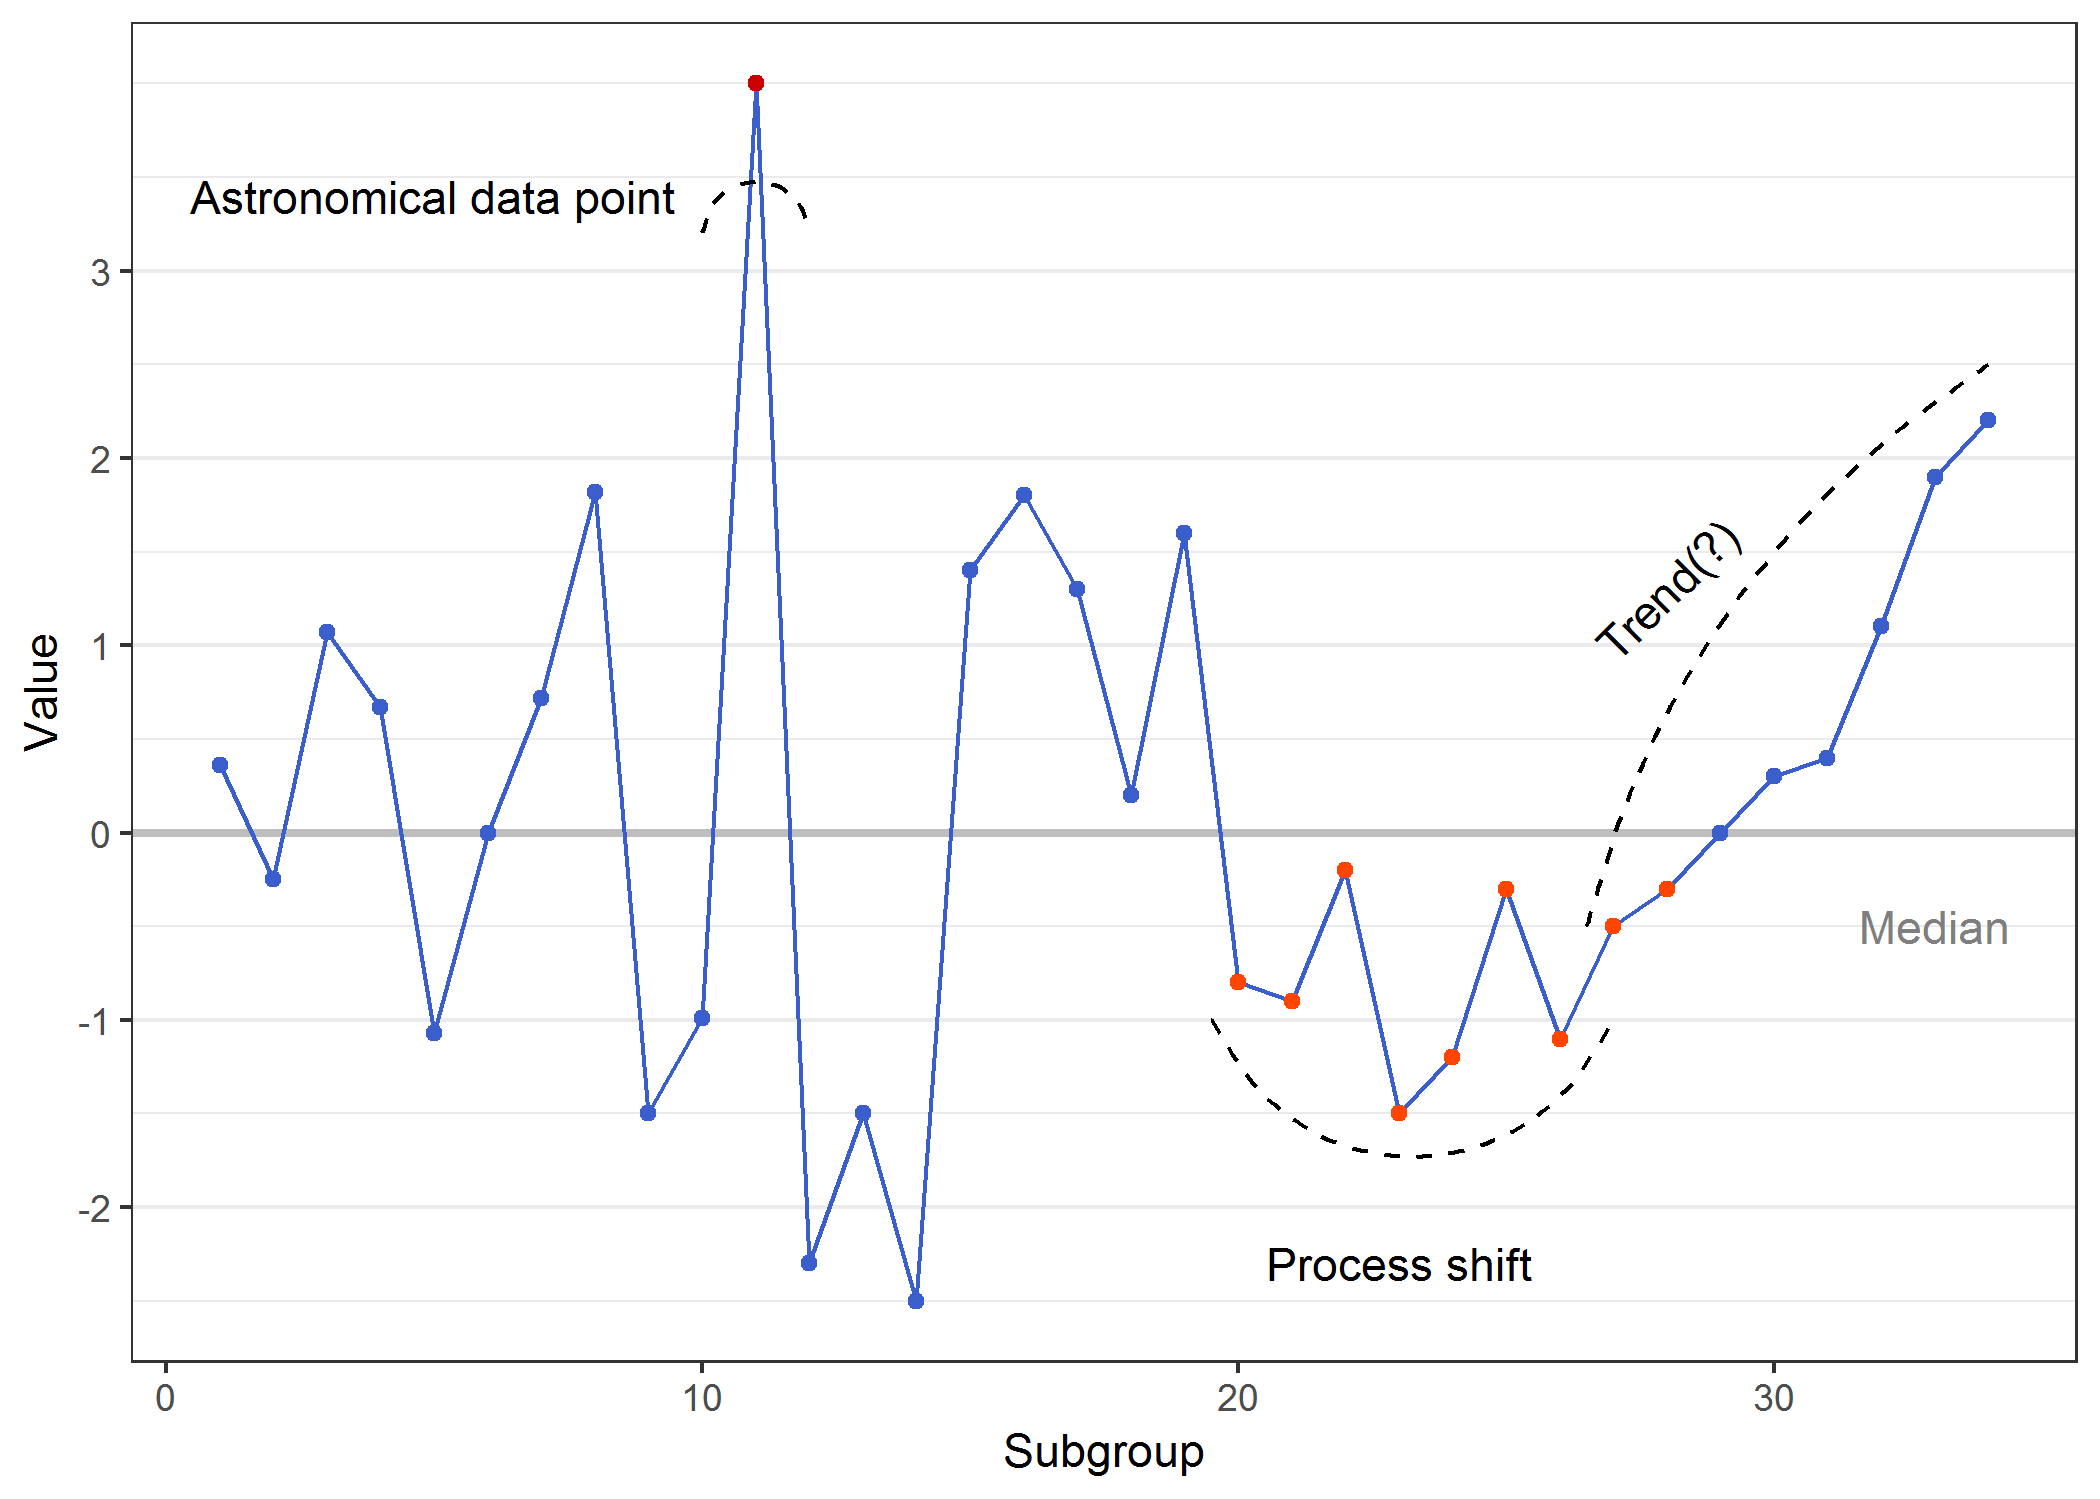 Astronomical data point
3
2
Trend(?)
1
Value
0
Median
-1
-2
Process shift
0 10 20 30
Subgroup